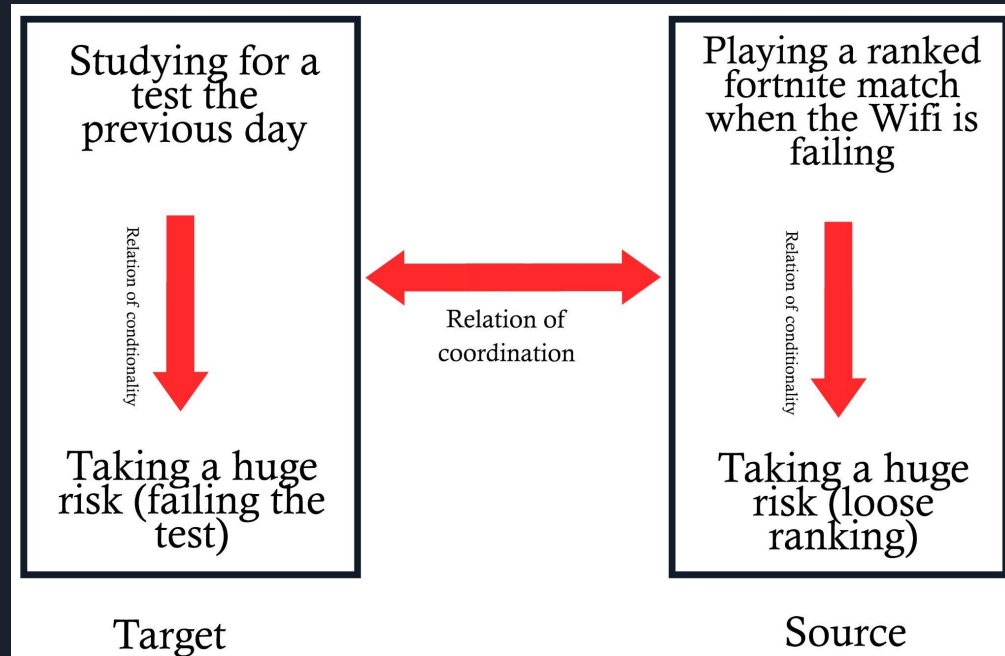 Studying for a
test the
previous day
Relation of condtionality
Taking a huge
risk (failing the
test)
Target
Relation of
coordination
Playing a ranked
fortnite match
when the Wifi is
failing
Relation of conditionality
Taking a huge
risk (loose
ranking)
Source